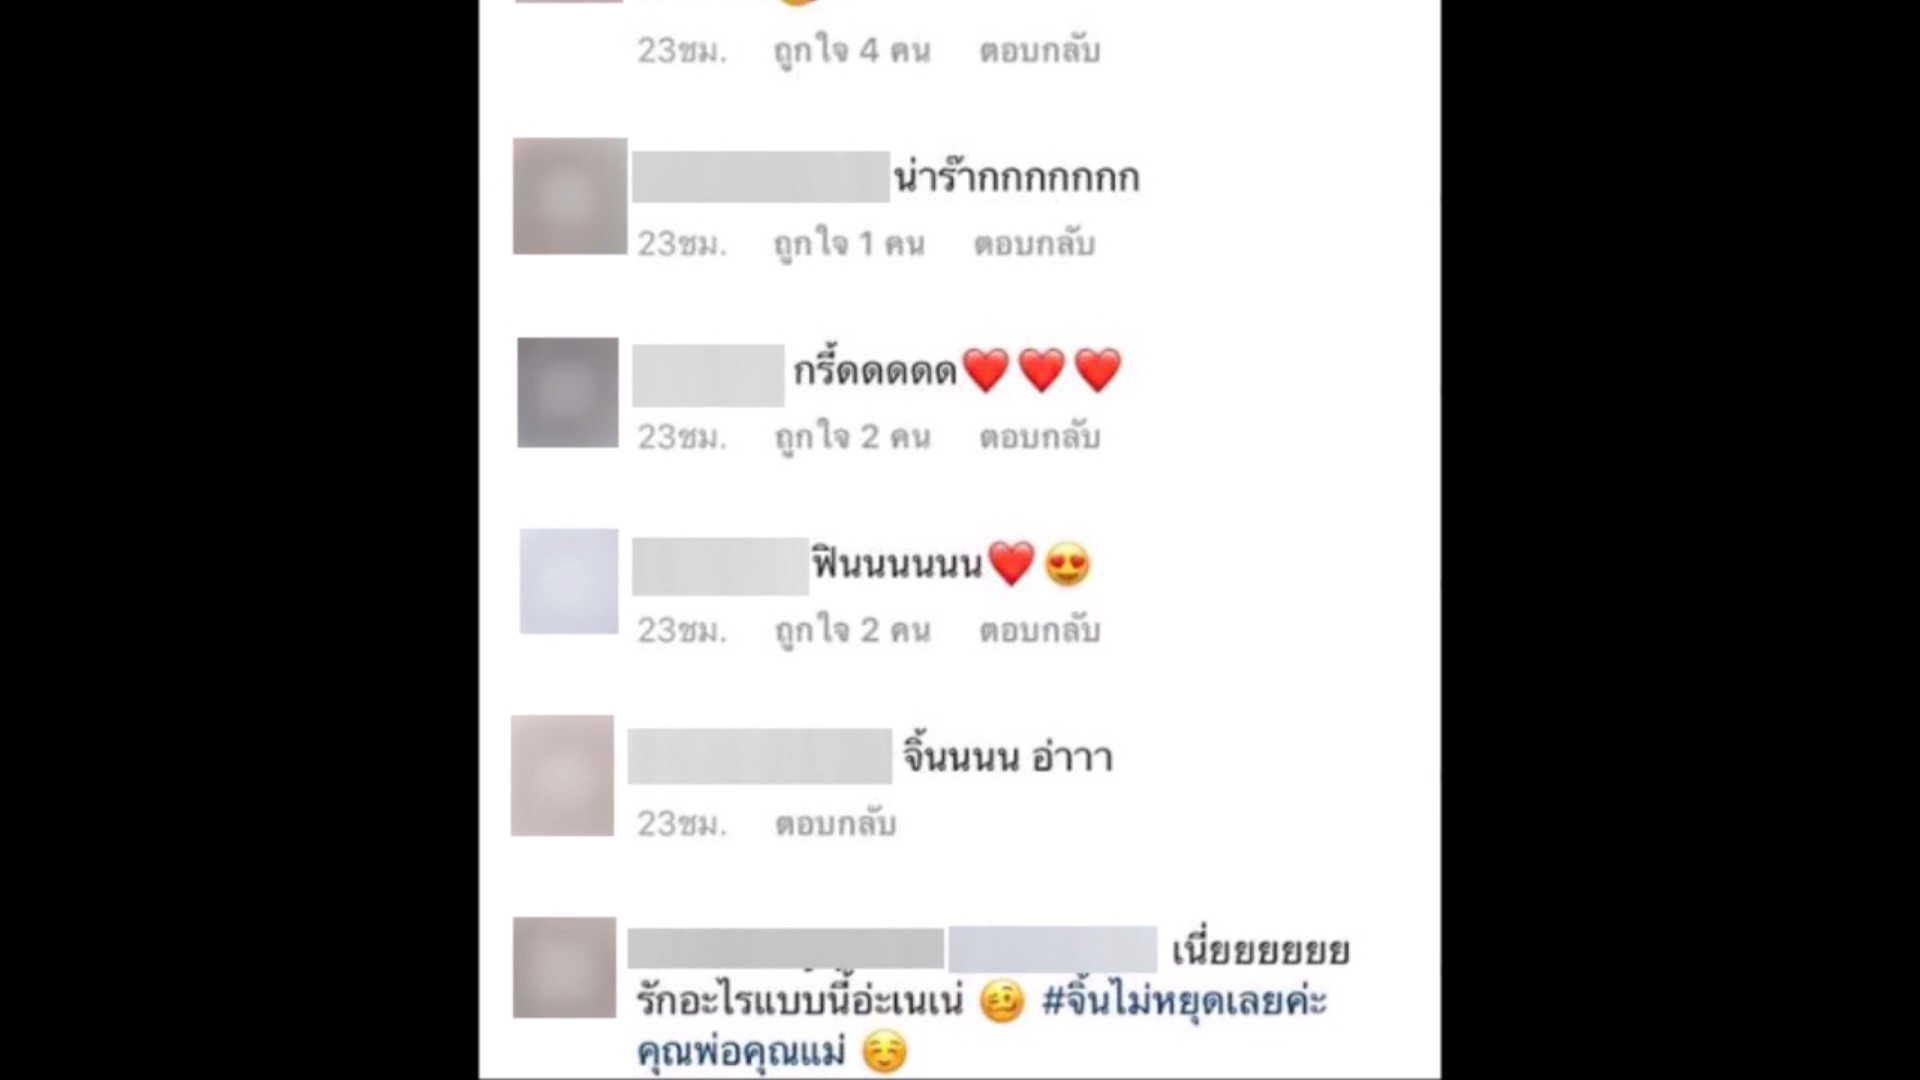 23ชม. ถูกใจ 4 คน ตอบกลับ
น่าร๊ากกกกกกก
23ชม. ถูกใจ 1 คน ตอบกลับ
กรี้ดดดดด❤️❤️❤️
23ชม. ถูกใจ 2 คน ตอบกลับ
ฟินนนนนน❤️😍
23ชม. ถูกใจ 2 คน ตอบกลับ
จิ้นนนน อ่าาา
23ชม. ตอบกลับ
เนี่ยยยยยย
รักอะไรแบบนี้อ่ะเนเน่ 🥴 #จิ้นไม่หยุดเลยค่ะ
คุณพ่อคุณแม่ ☺️